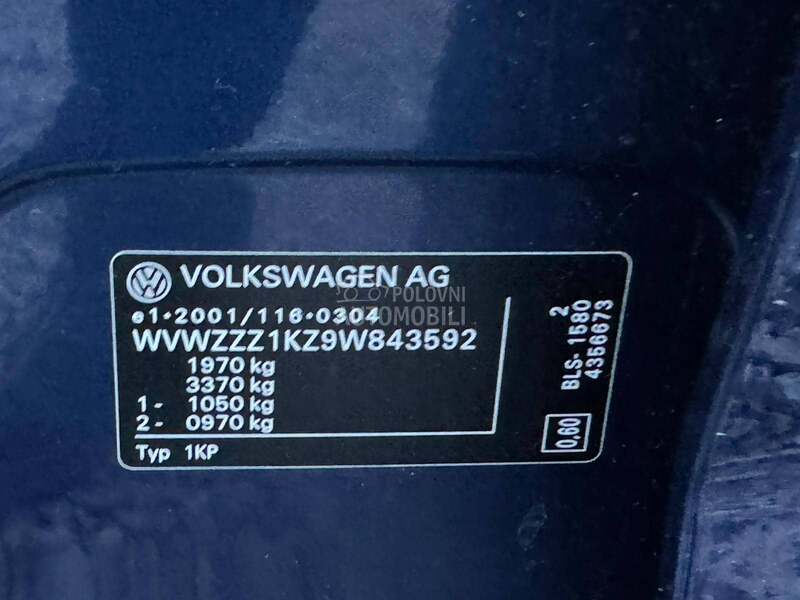 VOLKSWAGEN AG
e1*2001/116*0304
POLOVNI
AUTOMOBILI
WVWZZZ1KZ9W843592
1970 kg
3370 kg
1- 1050 kg
2- 0970 kg
Typ 1KP
2
BLS- 1580
4356673
0,60